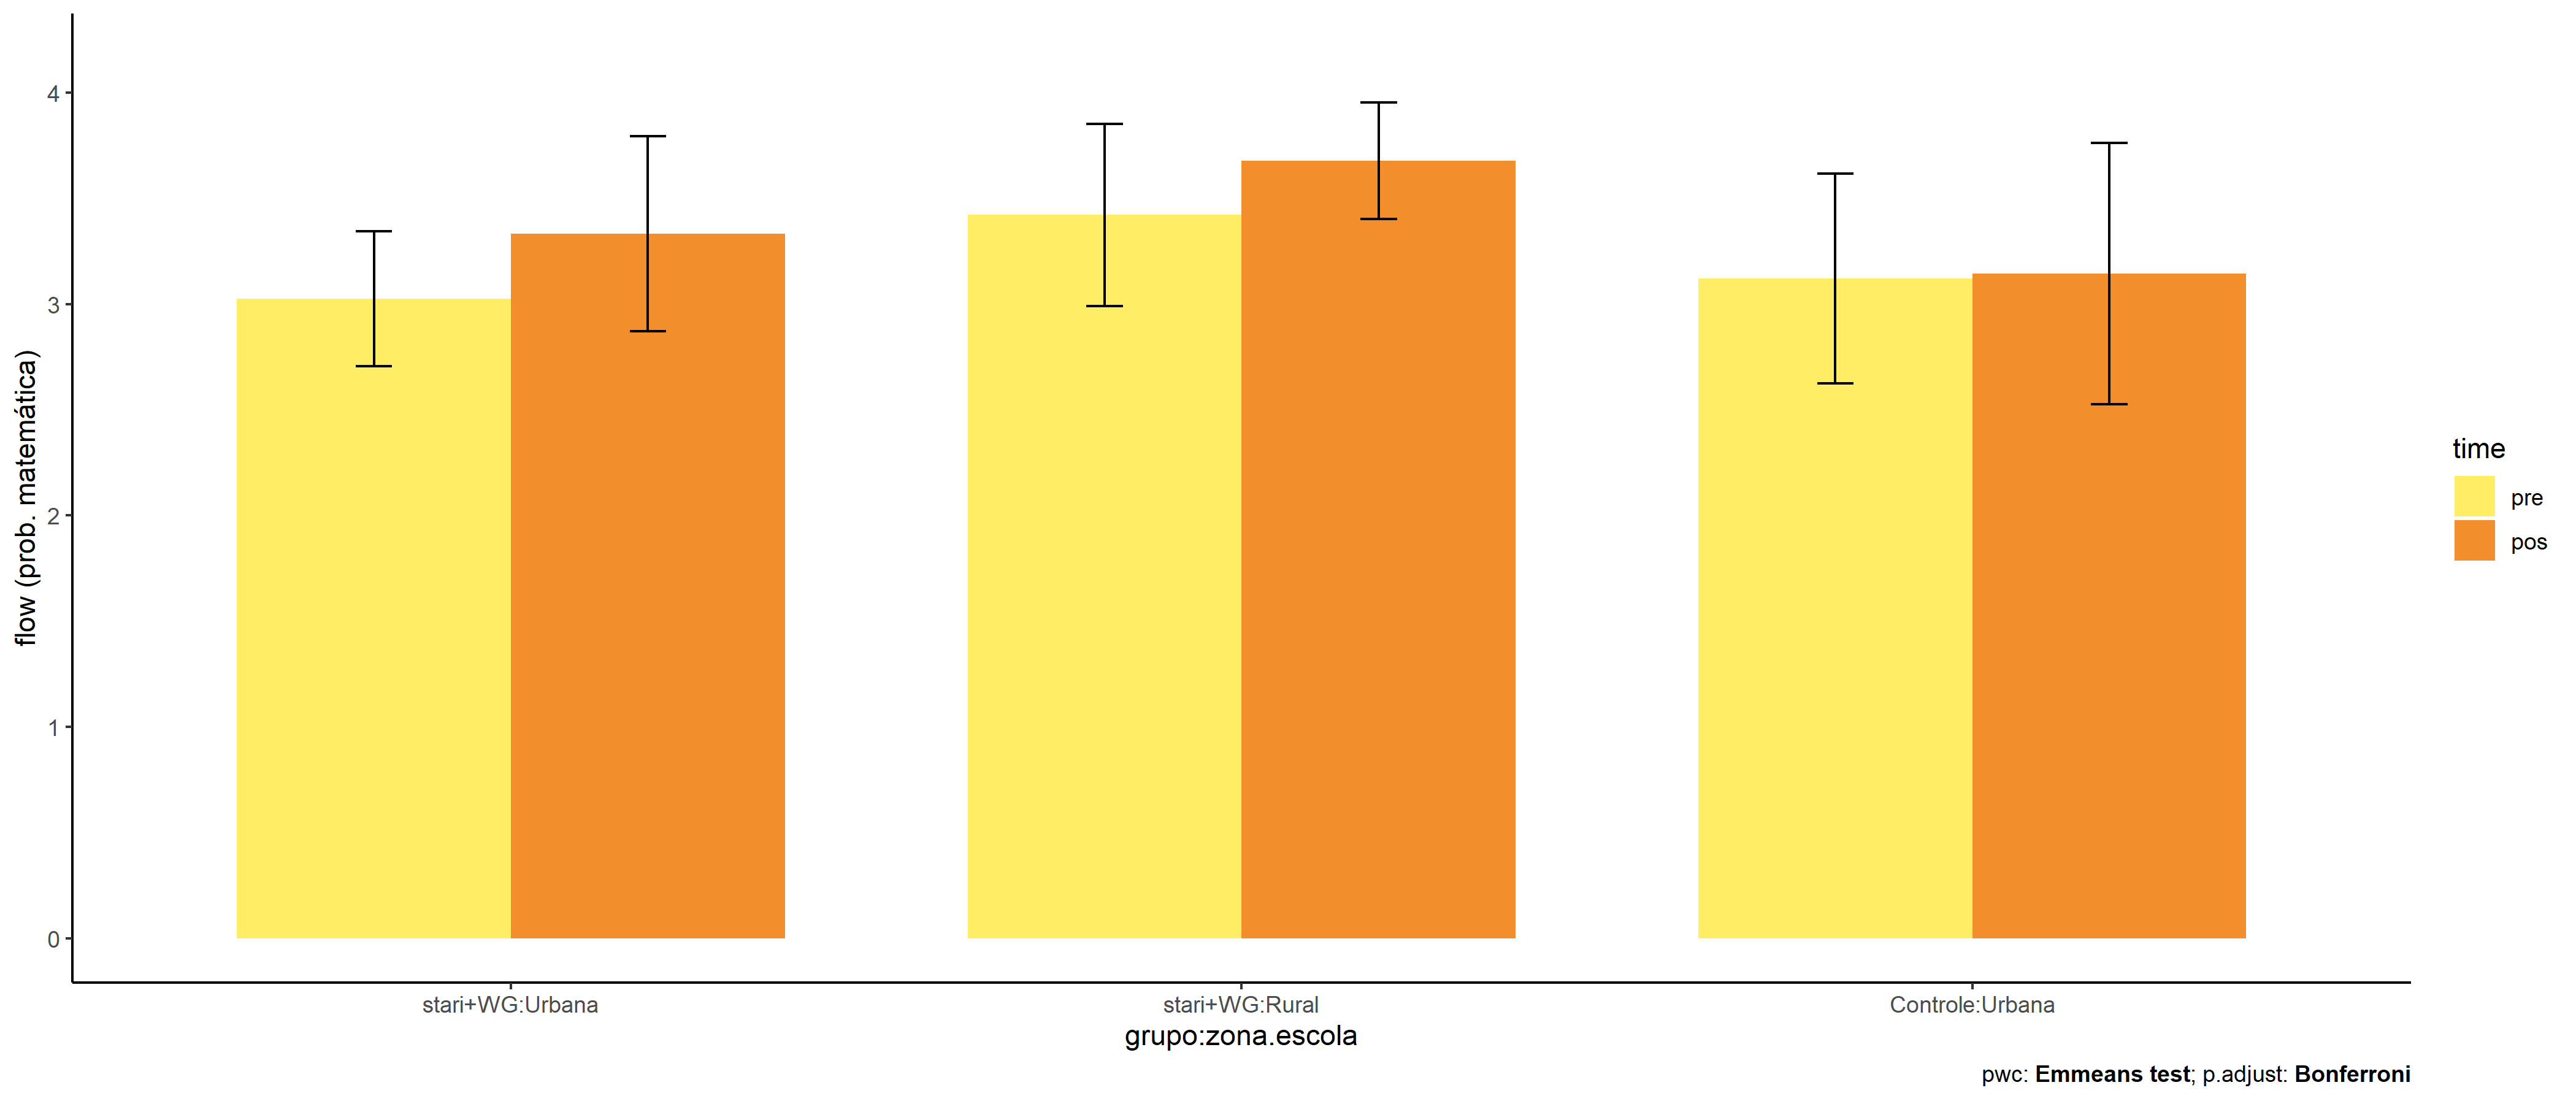 flow (prob. matemática)
4
3
2
1
0
stari+WG:Urbana
stari+WG:Rural
Controle:Urbana
grupo:zona.escola
time
pre
pos
pwc: Emmeans test; p.adjust: Bonferroni